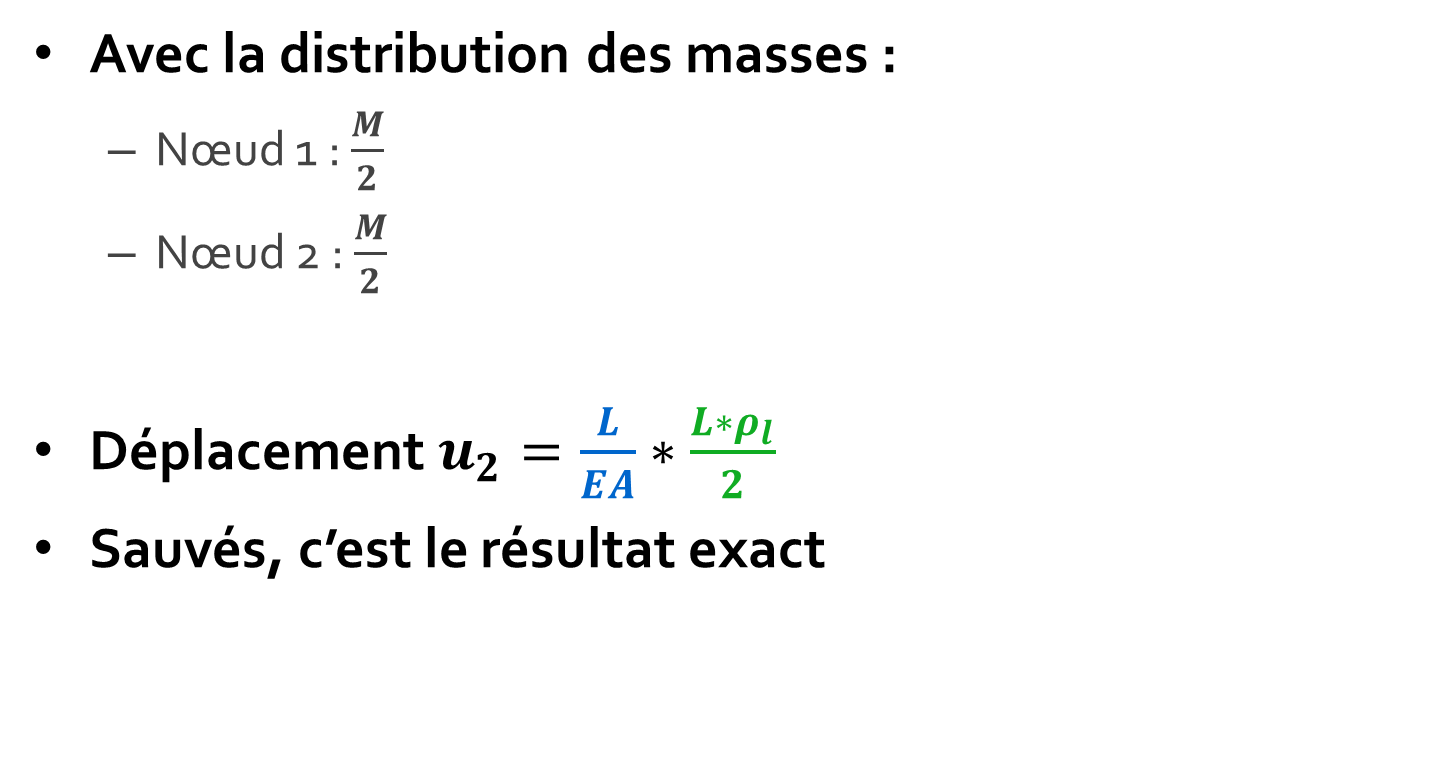 • Avec la distribution des masses :
– Nœud 1 : M/2
– Nœud 2 : M/2
• Déplacement u₂ = L/EA * L*ρₗ/2
• Sauvés, c’est le résultat exact